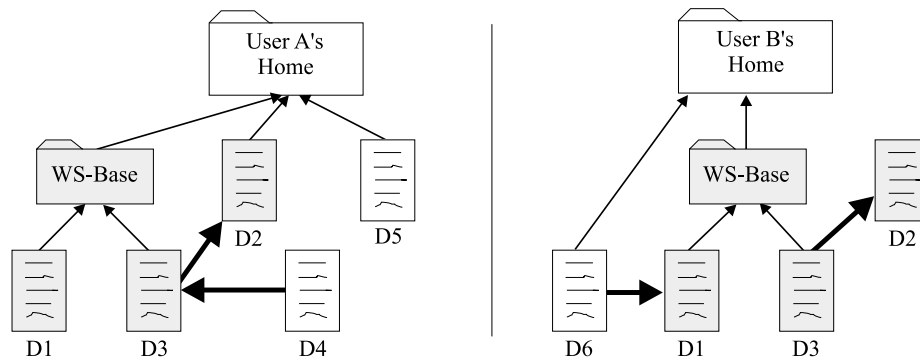 User A's
Home
User B's
Home
WS-Base
D2
D5
WS-Base
D2
D1
D3
D4
D6
D1
D3